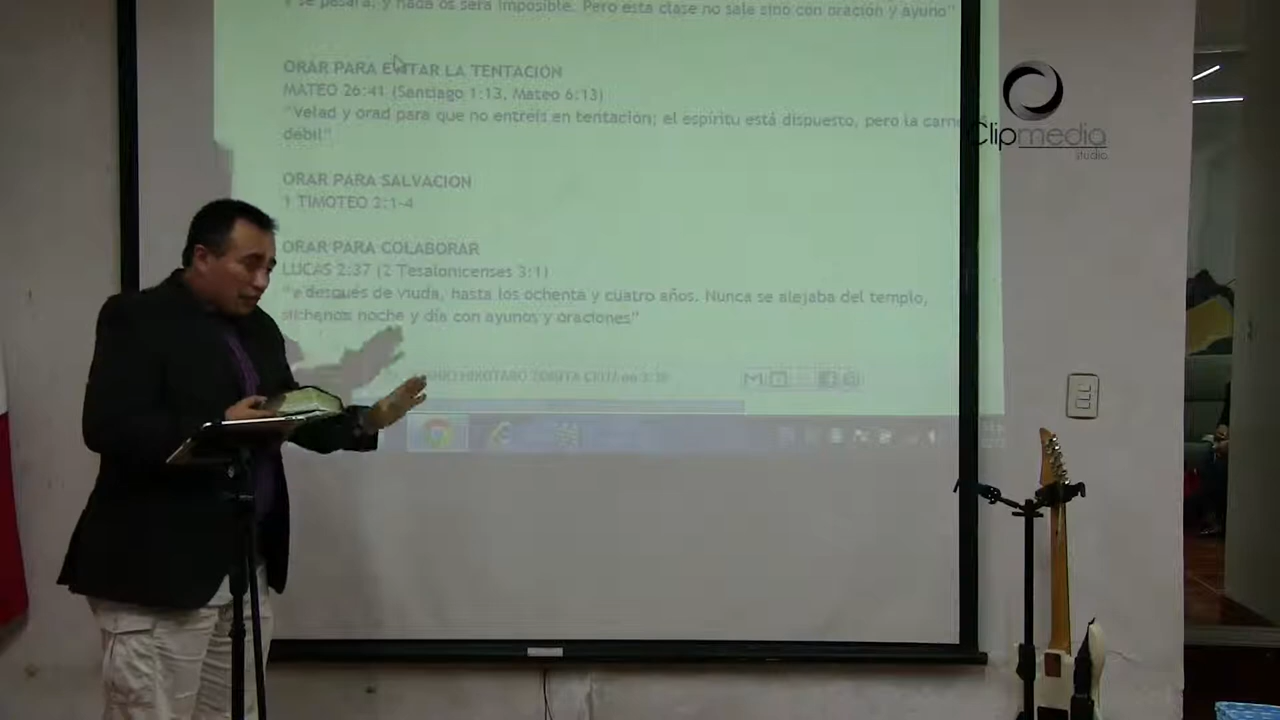 Y se pasará, y nada os será imposible. Pero esta clase no sale sino con oración y ayuno"
ORAR PARA EVITAR LA TENTACION
MATEO 26:41 (Santiago 1:13, Mateo 6:13)
"Velad y orad para que no entréis en tentación; el espíritu está dispuesto, pero la carne
débil"
ORAR PARA SALVACION
1 TIMOTEO 2:1-4
ORAR PARA COLABORAR
LUCAS 2:37 (2 Tesalonicenses 3:1)
después de viuda, hasta los ochenta y cuatro años. Nunca se alejaba del templo,
noche y día con ayunos y oraciones"
Clipmedia
studio